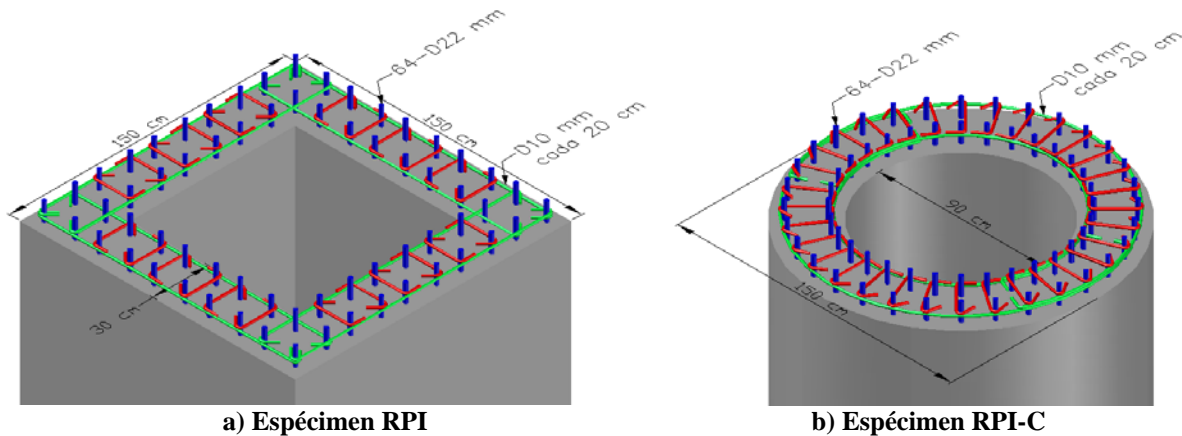 150 cm
64-D22 mm
150 cm
D10 mm
cada 20 cm
30 cm
a) Espécimen RPI
64-D22 mm
D10 mm
cada 20 cm
90 cm
150 cm
b) Espécimen RPI-C